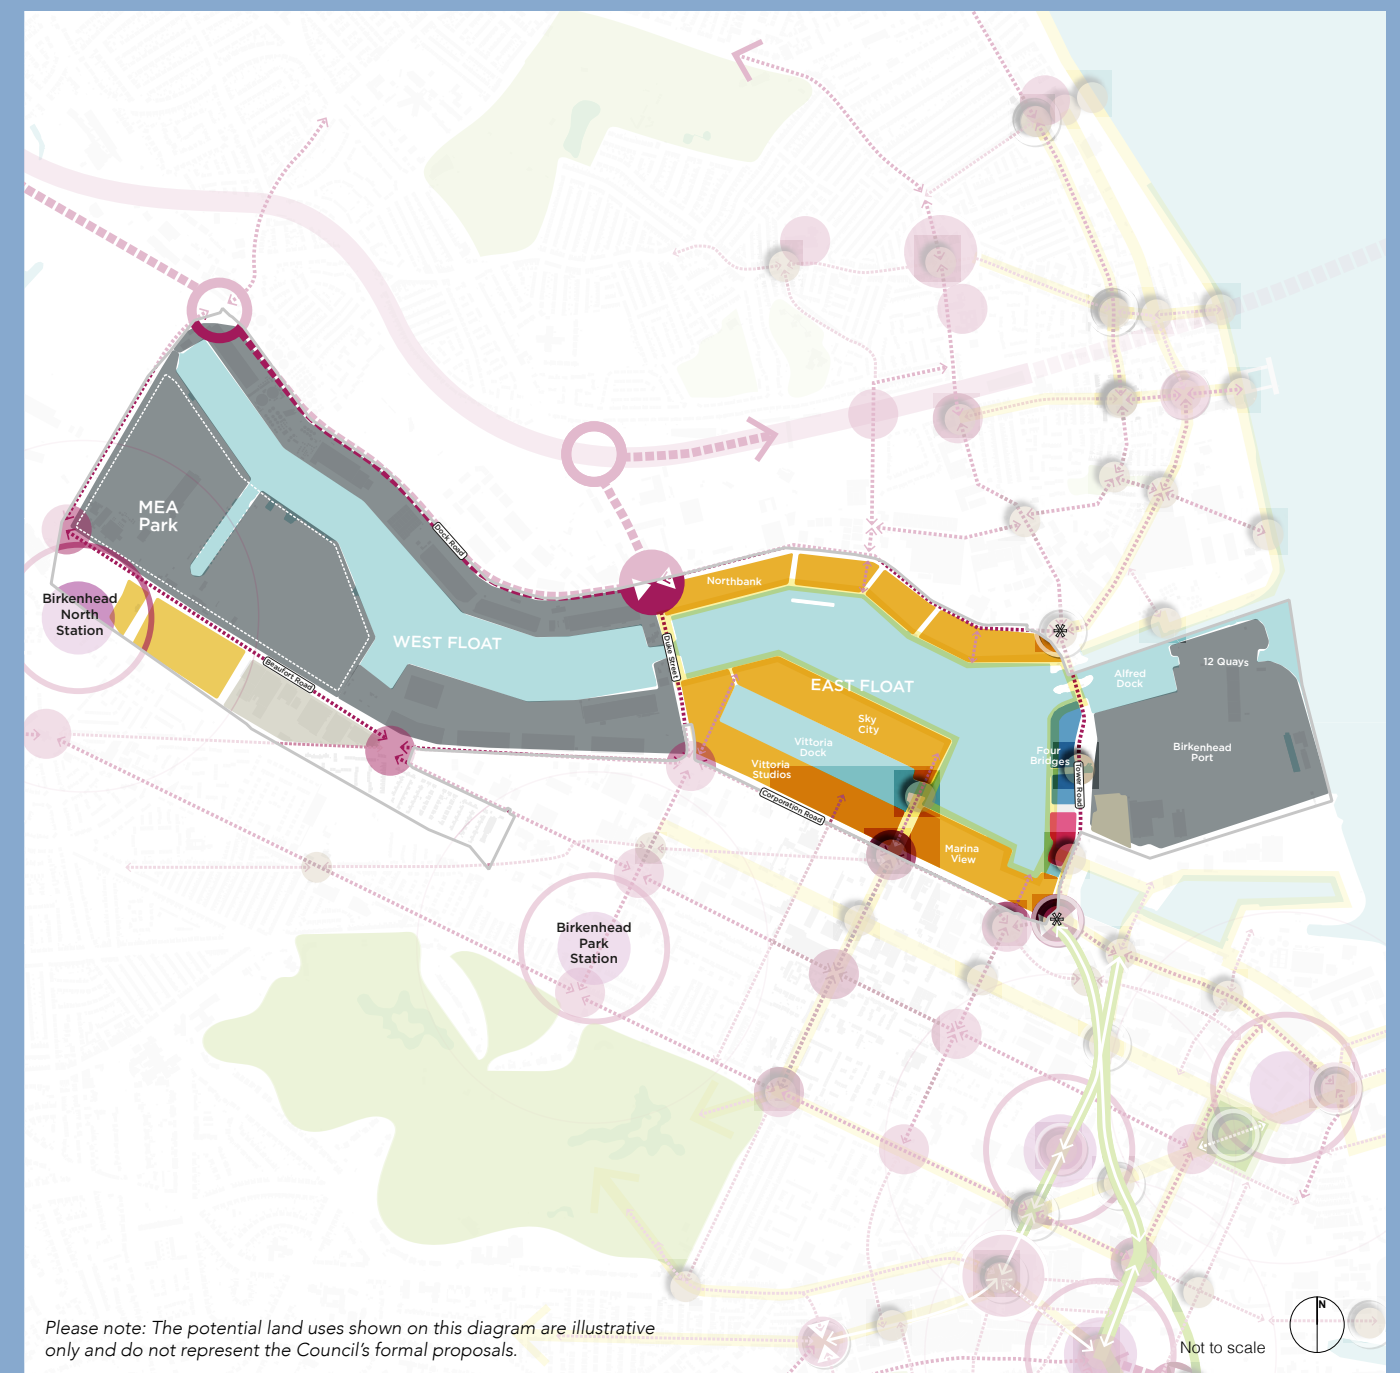 MEA
Park
Dock Road
Northbank
Birkenhead
North
Station
WEST FLOAT
Duke Street
Beaufort Road
EAST FLOAT
Alfred
Dock
12 Quays
Sky
City
Vittoria
Dock
Vittoria
Studios
Four
Bridges
Tower Road
Birkenhead
Port
Corporation Road
Marina
View
Birkenhead
Park
Station
Please note: The potential land uses shown on this diagram are illustrative
only and do not represent the Council's formal proposals.
N
Not to scale